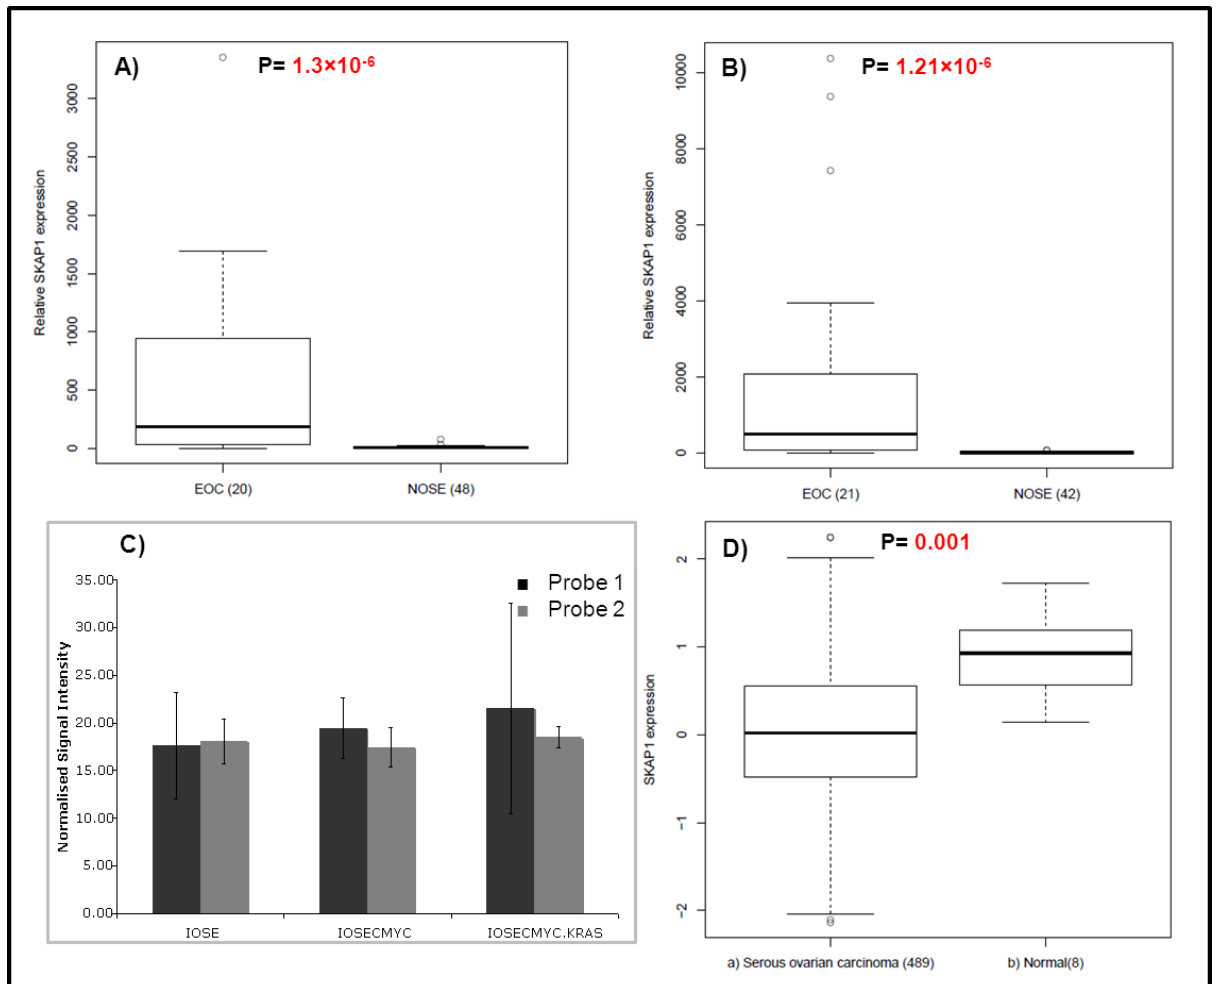 A)
P= 1.3×10-6
Relative SKAP1 expression
3000
2500
2000
1500
1000
500
0
EOC (20)
NOSE (48)
B)
P= 1.21×10-6
Relative SKAP1 expression
10000
8000
6000
4000
2000
0
EOC (21)
NOSE (42)
C)
Probe 1
Probe 2
Normalised Signal Intensity
35.00
30.00
25.00
20.00
15.00
10.00
5.00
0.00
IOSE
IOSECMYC
IOSECMYC.KRAS
D)
P= 0.001
SKAP1 expression
2
1
0
−1
−2
a) Serous ovarian carcinoma (489)
b) Normal(8)